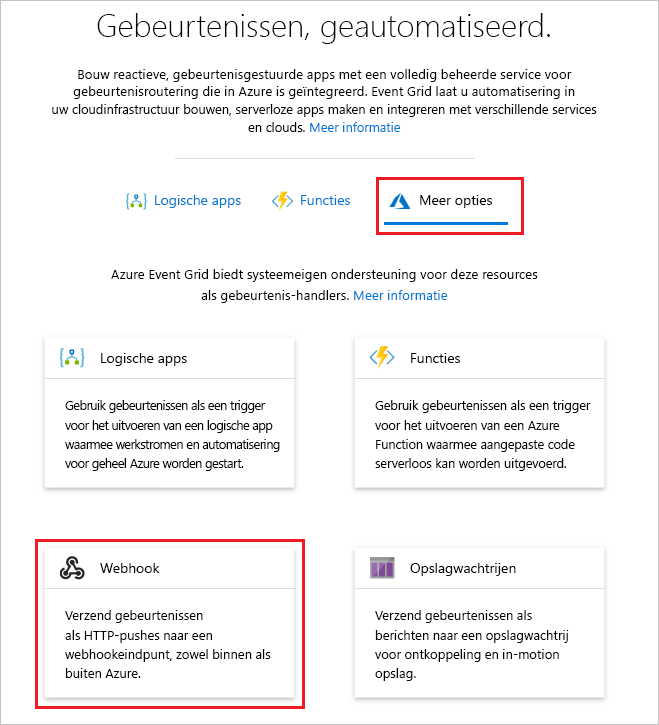 Gebeurtenissen, geautomatiseerd.
Bouw reactieve, gebeurtenisgestuurde apps met een volledig beheerde service voor
gebeurtenisroutering die in Azure is geïntegreerd. Event Grid laat u automatisering in
uw cloudinfrastructuur bouwen, serverloze apps maken en integreren met verschillende services
en clouds. Meer informatie
Logische apps
Functies
Meer opties
Azure Event Grid biedt systeemeigen ondersteuning voor deze resources
als gebeurtenis-handlers. Meer informatie
Logische apps
Gebruik gebeurtenissen als een trigger
voor het uitvoeren van een logische app
waarmee werkstromen en automatisering
voor geheel Azure worden gestart.
Functies
Gebruik gebeurtenissen als een trigger
voor het uitvoeren van een Azure
Function waarmee aangepaste code
serverloos kan worden uitgevoerd.
Webhook
Verzend gebeurtenissen
als HTTP-pushes naar een
webhookeindpunt, zowel binnen als
buiten Azure.
Opslagwachtrijen
Verzend gebeurtenissen als
berichten naar een opslagwachtrij
voor ontkoppeling en in-motion
opslag.